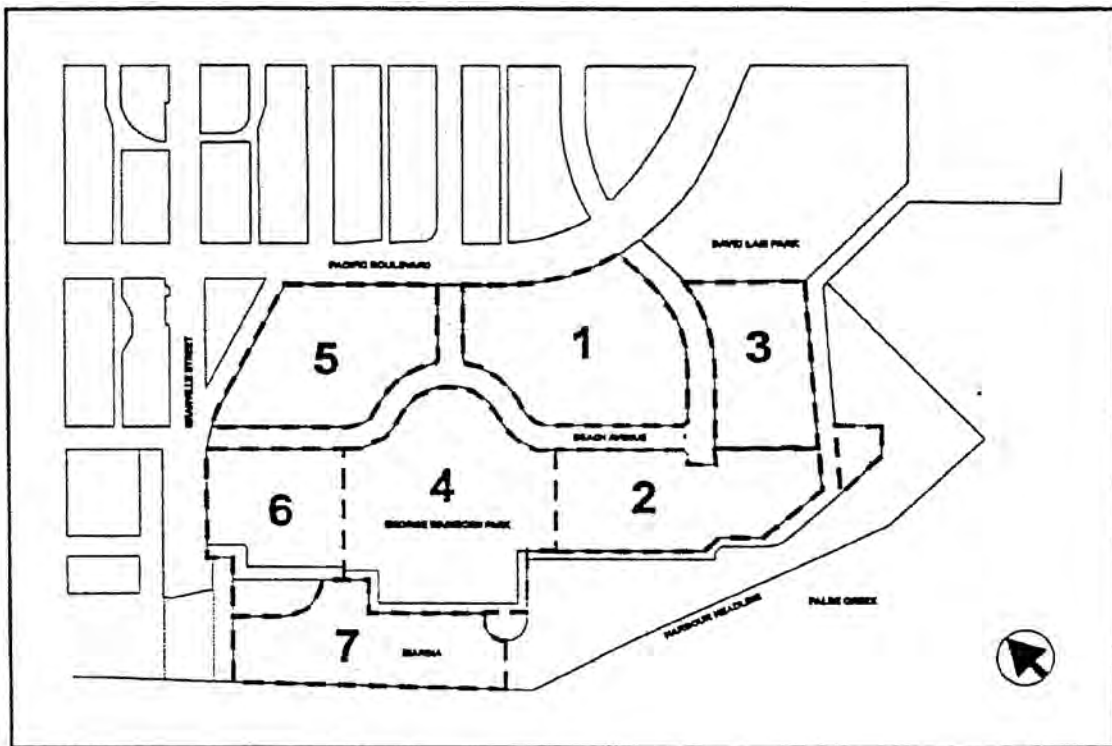 DAVID LAM PARK
PACIFIC BOULEVARD
GRANVILLE STREET
1
3
5
BEACH AVENUE
4
6
2
GEORGE WAINBORN PARK
HARBOUR HEADLINE
FALSE CREEK
7
MARINA